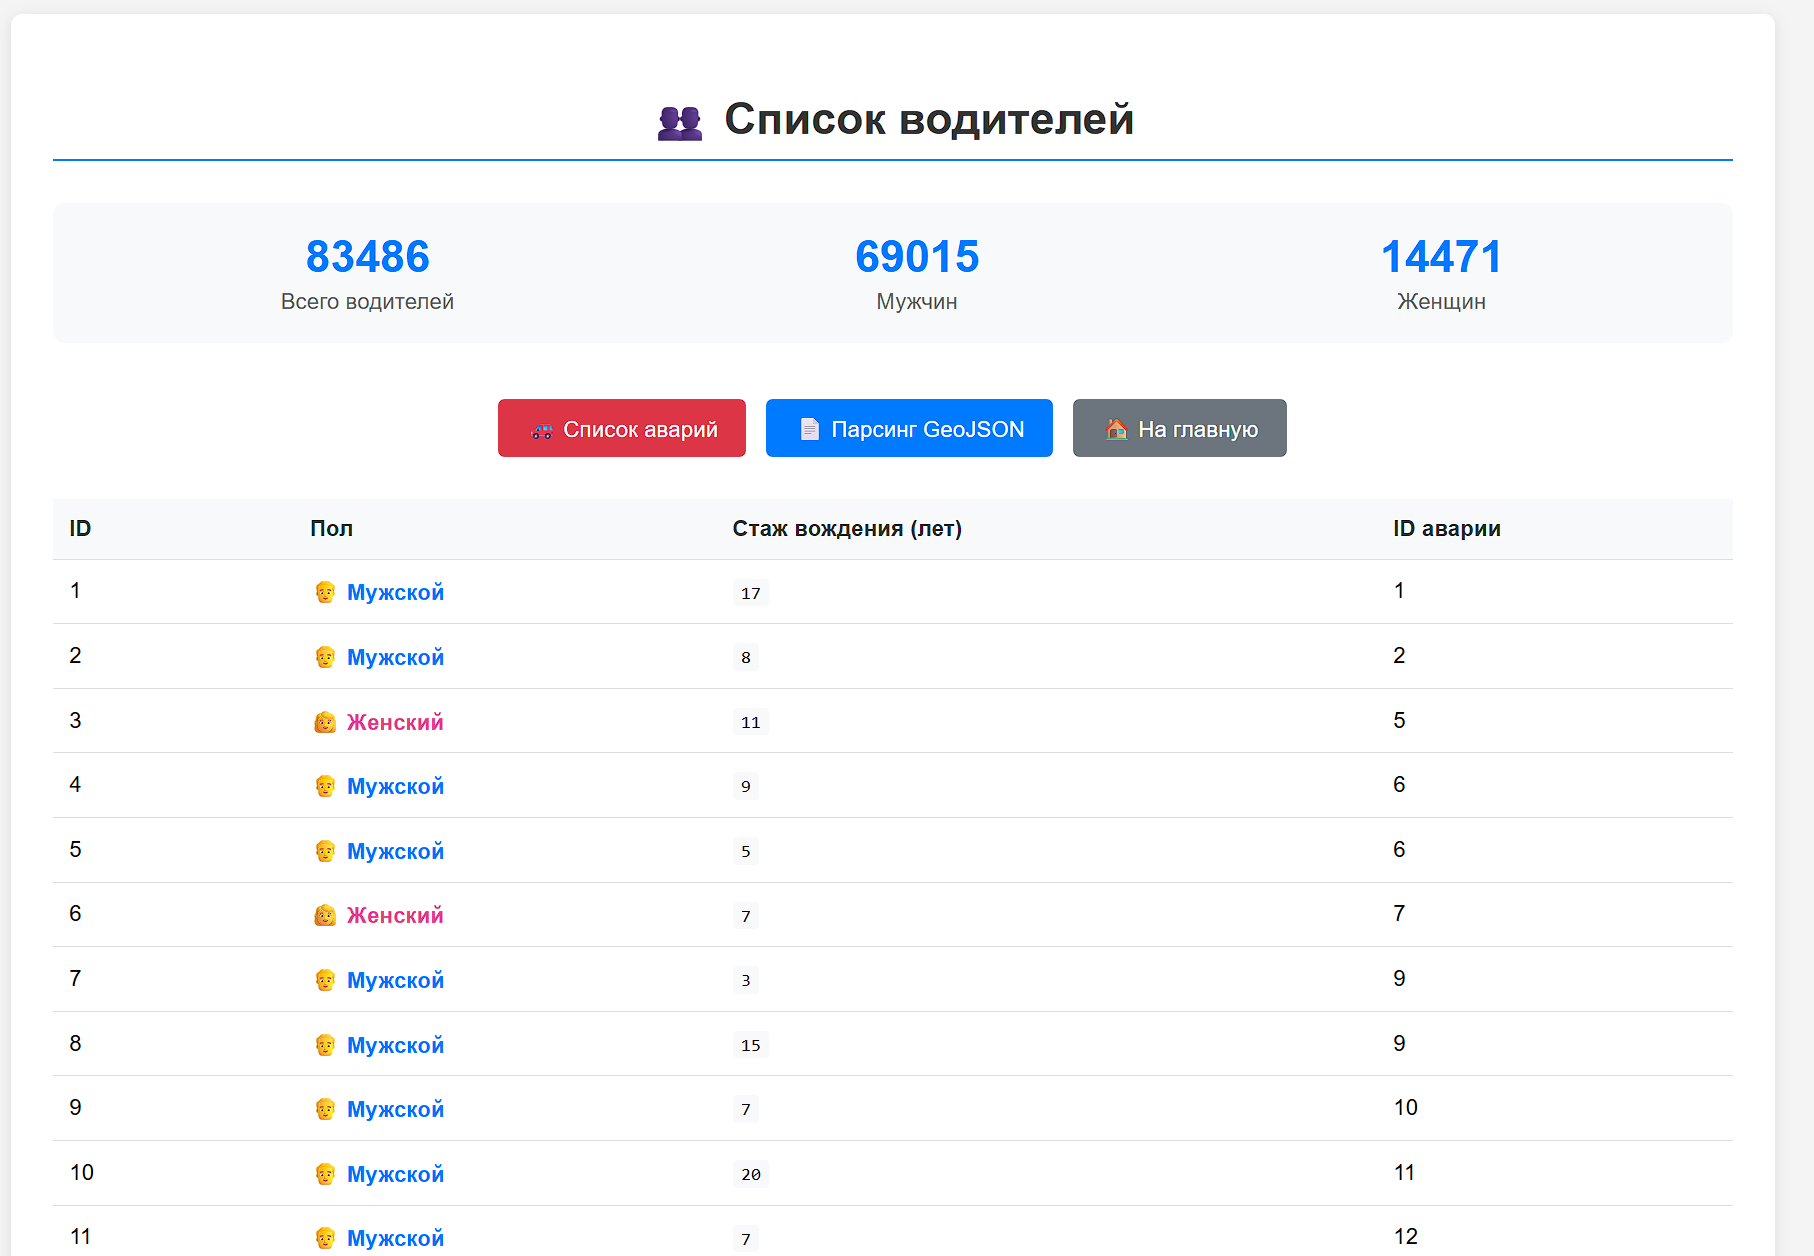 Список водителей
83486 69015 14471
Всего водителей Мужчин Женщин
Список аварий Парсинг GeoJSON На главную
ID Пол Стаж вождения (лет) ID аварии
1 Мужской 17 1
2 Мужской 8 2
3 Женский 11 5
4 Мужской 9 6
5 Мужской 5 6
6 Женский 7 7
7 Мужской 3 9
8 Мужской 15 9
9 Мужской 7 10
10 Мужской 20 11
11 Мужской 7 12